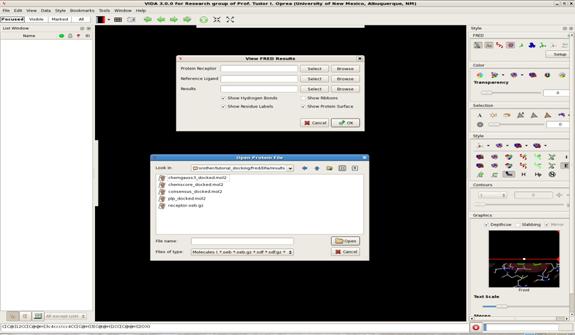 VIDA 3.0.0 for Research group of Prof. Tudor I. Oprea (University of New Mexico, Albuquerque, NM)
File Edit View Data Style Bookmarks Tools Window Help
Focused Visible Marked All
List Window
Name
View FRED Results
Protein Receptor Select Browse
Reference Ligand Select Browse
Results Select Browse
Show Hydrogen Bonds Show Ribbons
Show Residue Labels Show Protein Surface
Cancel OK
Open Protein File
Look in:
chemgauss3_docked.mol2
chemscore_docked.mol2
consensus_docked.mol2
plp_docked.mol2
receptor.oeb.gz
File name: Open
Files of type: Molecules (*.oeb *.oeb.gz *.sdf *.sdf.gz * Cancel
Style
FRED
Setup
Color
Transparency
0
Selection
0
Style
H Hp
Contours
Graphics
Depthcue Slabbing Mirror
Front
Text Scale
Stereo